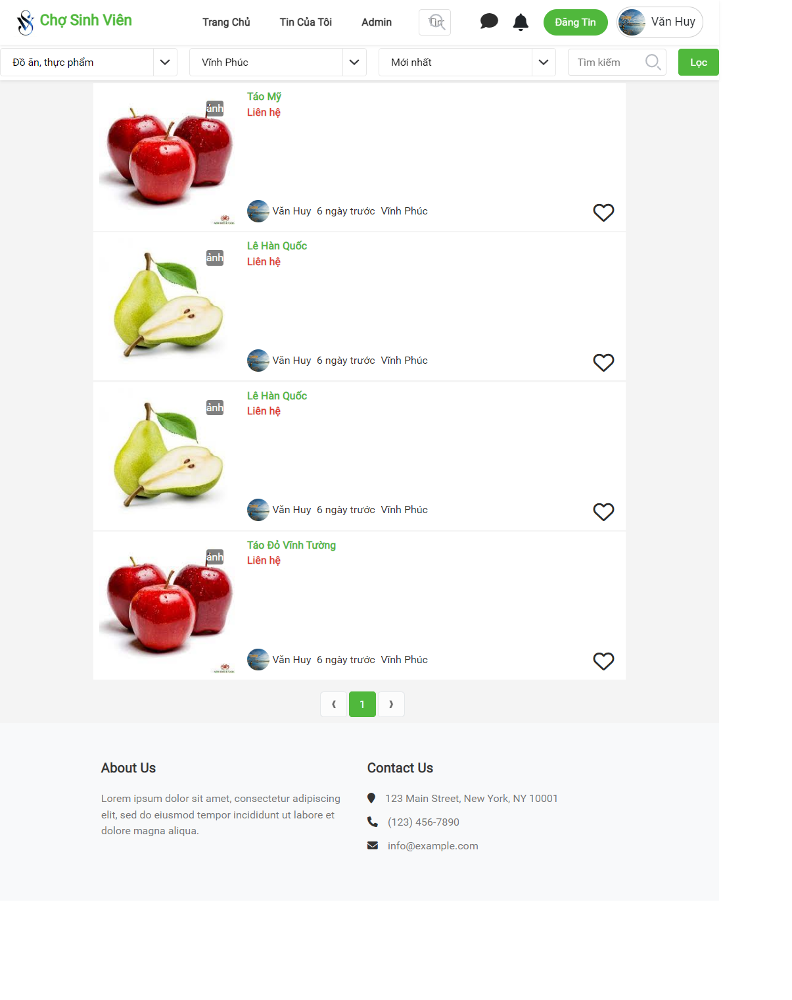 Chợ Sinh Viên
Trang Chủ
Tin Của Tôi
Admin
Đăng Tin
Văn Huy
Đồ ăn, thực phẩm
Vĩnh Phúc
Mới nhất
Tìm kiếm
Lọc
ảnh
Táo Mỹ
Liên hệ
Văn Huy 6 ngày trước Vĩnh Phúc
ảnh
Lê Hàn Quốc
Liên hệ
Văn Huy 6 ngày trước Vĩnh Phúc
ảnh
Lê Hàn Quốc
Liên hệ
Văn Huy 6 ngày trước Vĩnh Phúc
ảnh
Táo Đỏ Vĩnh Tường
Liên hệ
Văn Huy 6 ngày trước Vĩnh Phúc
‹ 1 ›
About Us
Lorem ipsum dolor sit amet, consectetur adipiscing
elit, sed do eiusmod tempor incididunt ut labore et
dolore magna aliqua.
Contact Us
123 Main Street, New York, NY 10001
(123) 456-7890
info@example.com